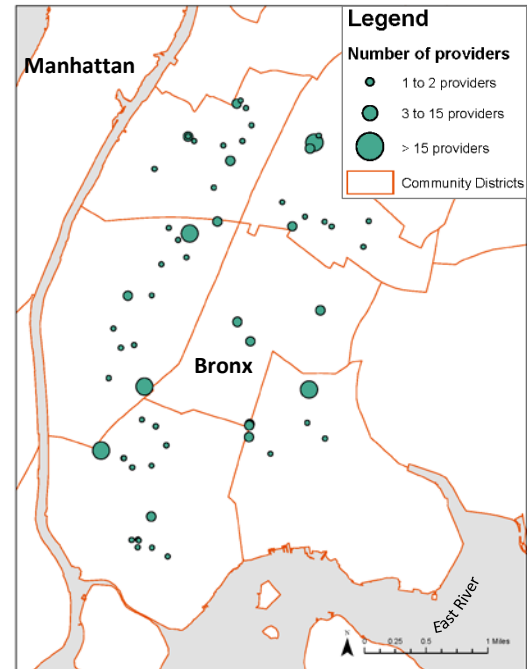 Legend
Manhattan
Number of providers
1 to 2 providers
3 to 15 providers
> 15 providers
Community Districts
Bronx
East River
N
0 0.25 0.5 1 Miles